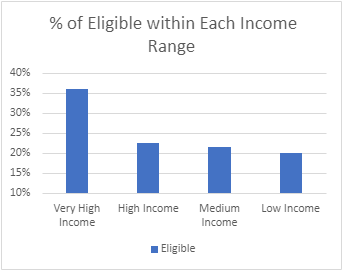 % of Eligible within Each Income
Range
40%
35%
30%
25%
20%
15%
10%
Very High
Income
High Income
Medium
Income
Low Income
Eligible